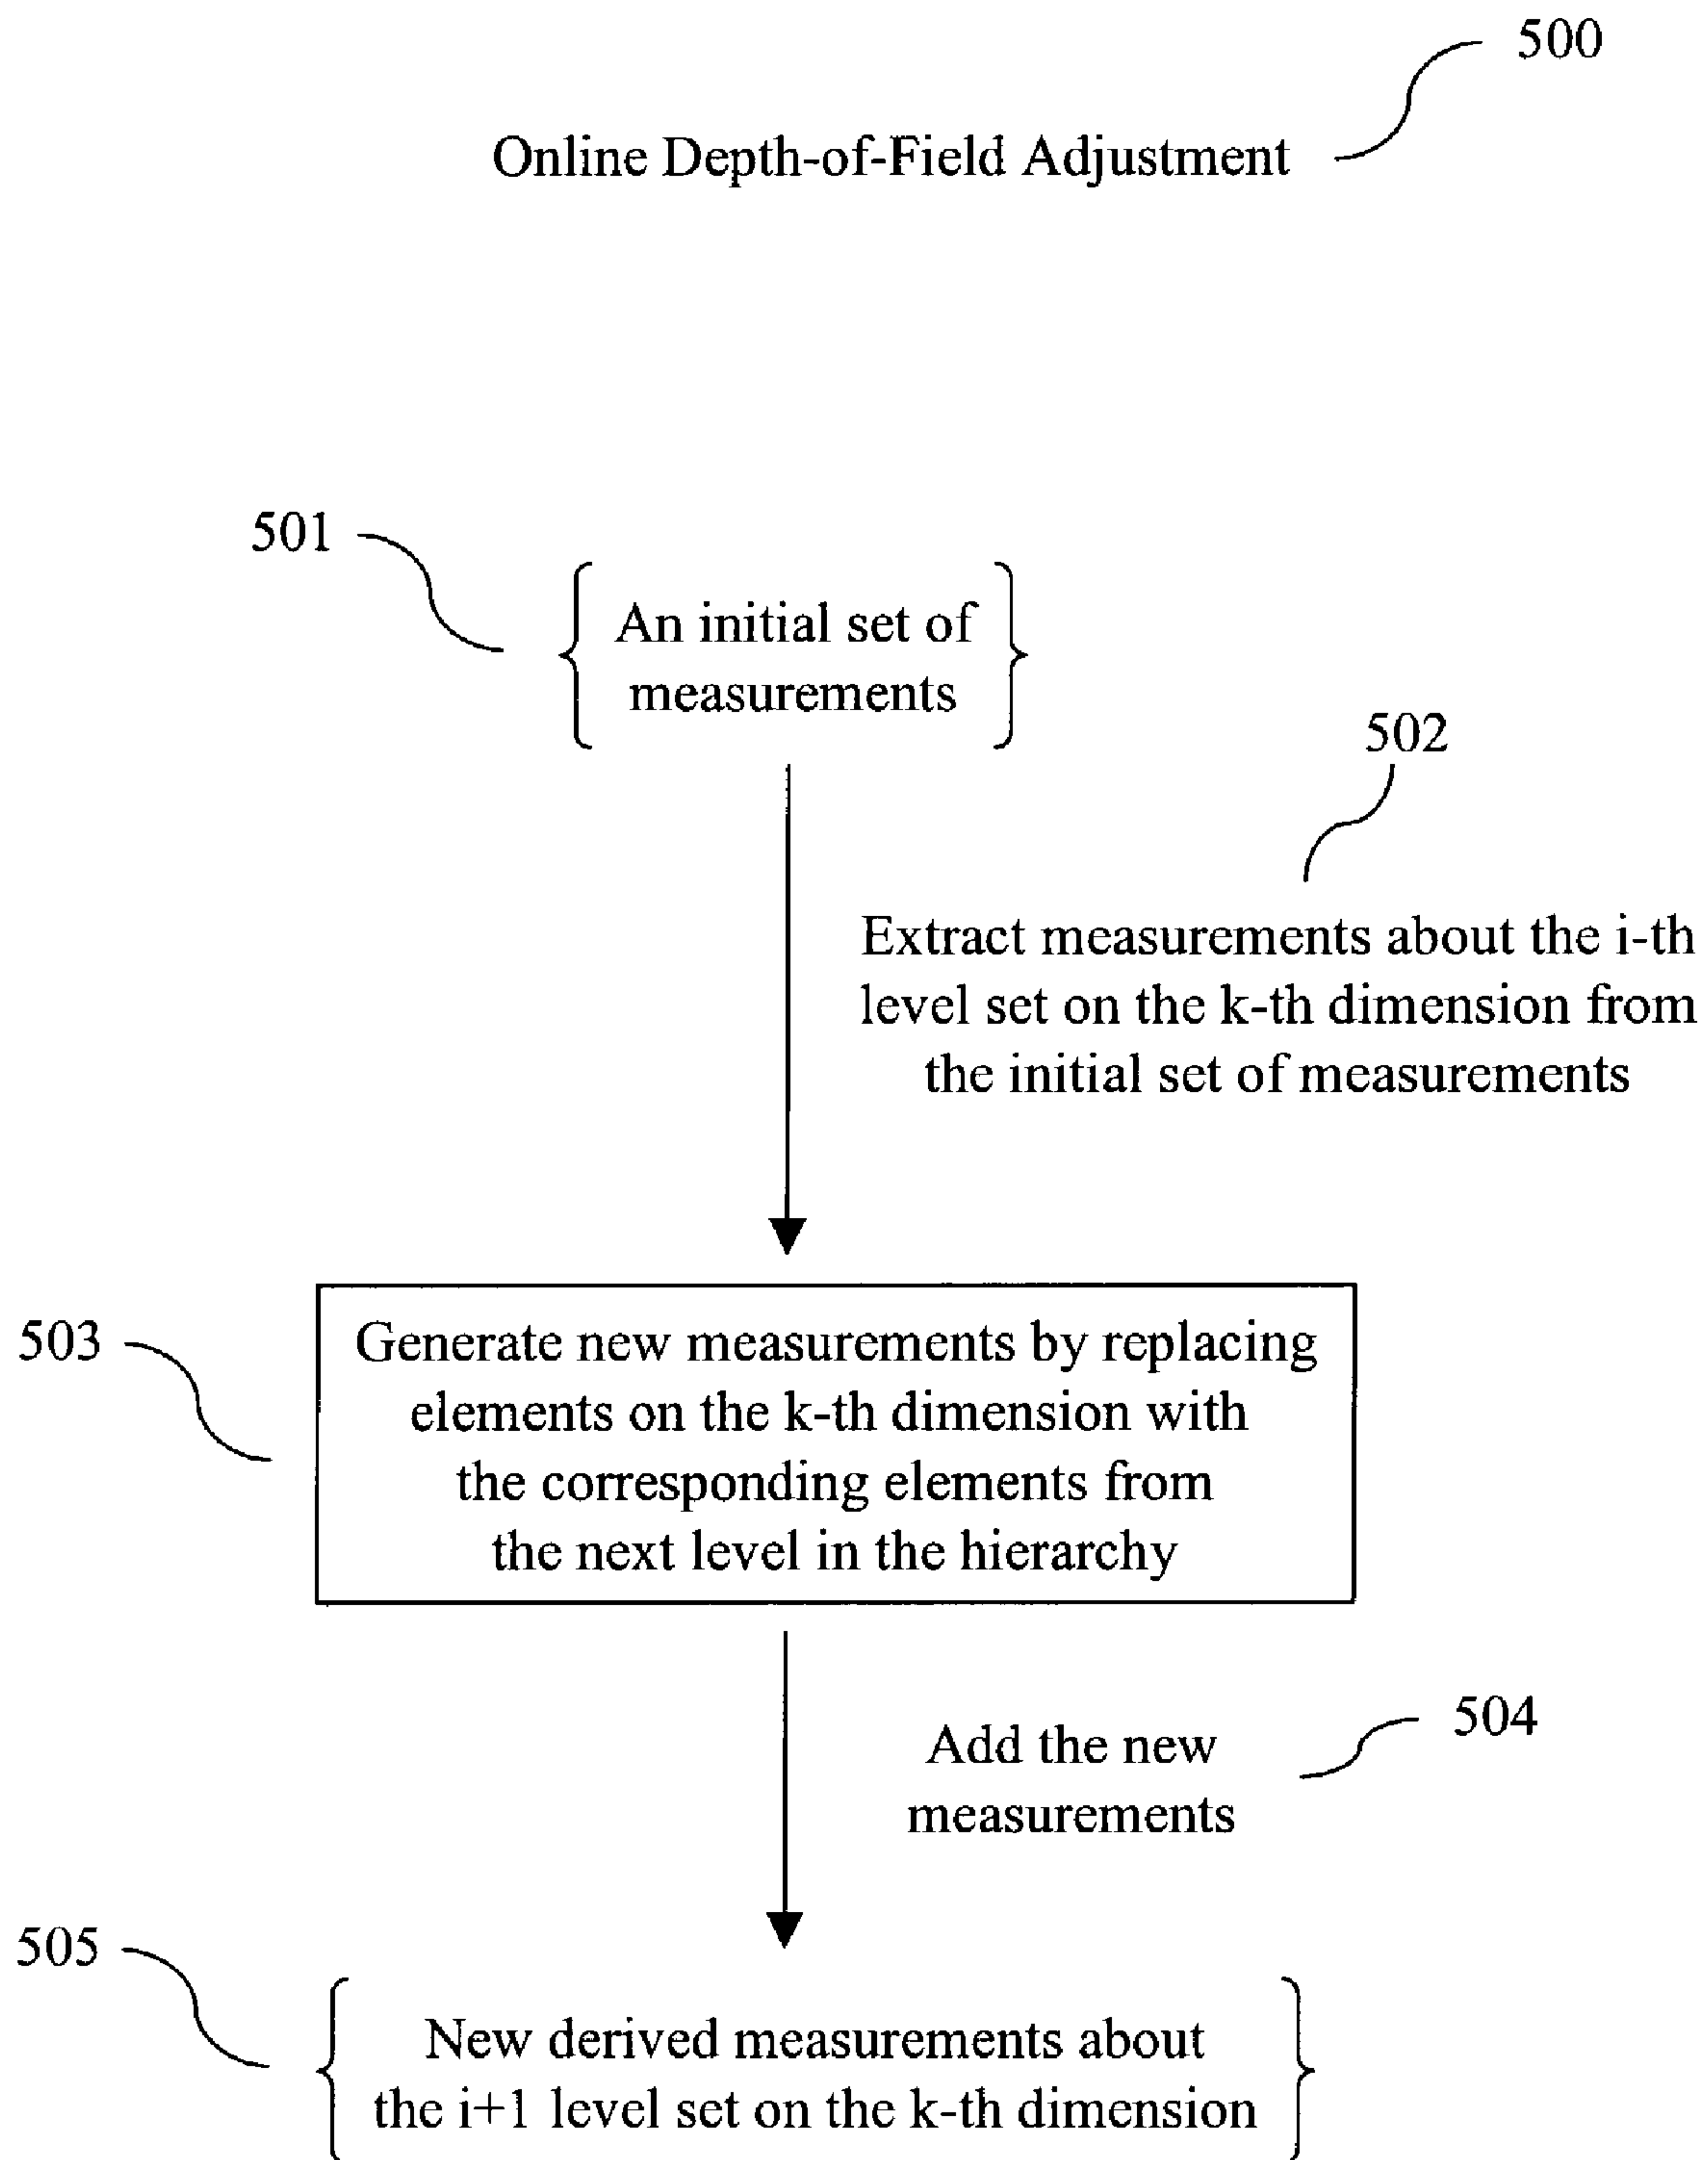 500
Online Depth-of-Field Adjustment
501
An initial set of
measurements
502
Extract measurements about the i-th
level set on the k-th dimension from
the initial set of measurements
503
Generate new measurements by replacing
elements on the k-th dimension with
the corresponding elements from
the next level in the hierarchy
504
Add the new
measurements
505
New derived measurements about
the i+1 level set on the k-th dimension